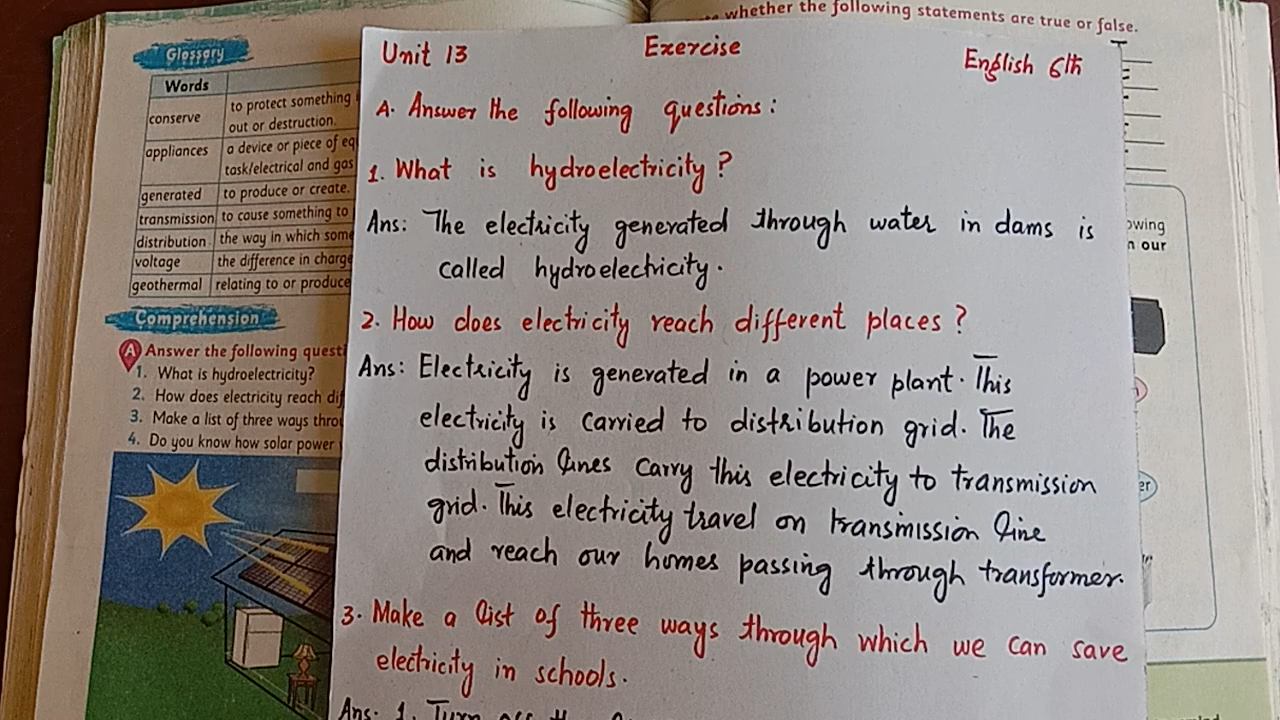 whether the following statements are true or false.
Glossary
Words
conserve to protect something
out or destruction.
appliances a device or piece of
task/electrical and gas
generated to produce or create.
transmission to cause something to
distribution the way in which some
voltage the difference in charge
geothermal relating to or produce
Comprehension
A Answer the following questi
1. What is hydroelectricity?
2. How does electricity reach dif
3. Make a list of three ways throu
4. Do you know how solar power
Unit 13 Exercise English 6th
A. Answer the following questions:
1. What is hydroelectricity?
Ans: The electricity generated through water in dams is
called hydroelectricity.
2. How does electricity reach different places?
Ans: Electricity is generated in a power plant. This
electricity is carried to distribution grid. The
distribution lines carry this electricity to transmission
grid. This electricity travel on transmission line
and reach our homes passing through transformer.
3. Make a list of three ways through which we can save
electricity in schools.
Ans. 1. Turn off the
owing
our
er